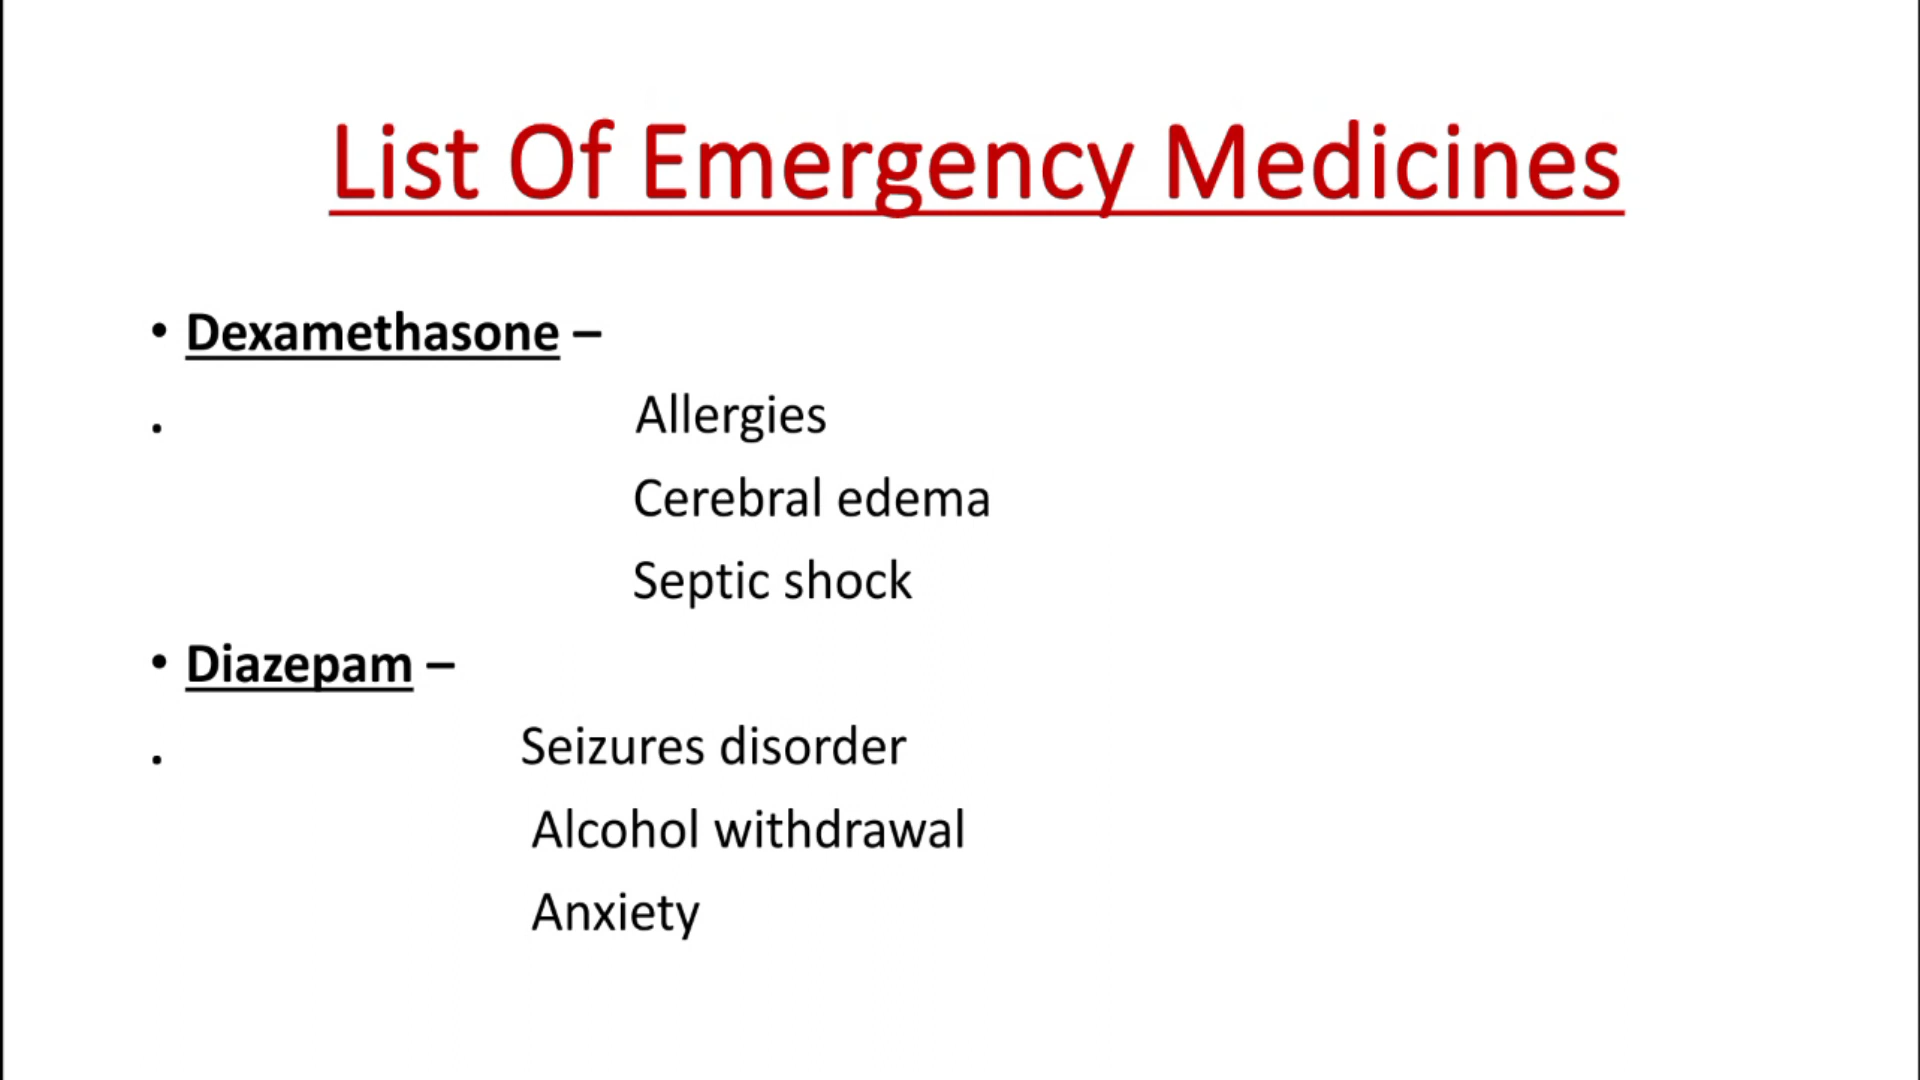 List Of Emergency Medicines
• Dexamethasone –
. Allergies
Cerebral edema
Septic shock
• Diazepam –
. Seizures disorder
Alcohol withdrawal
Anxiety